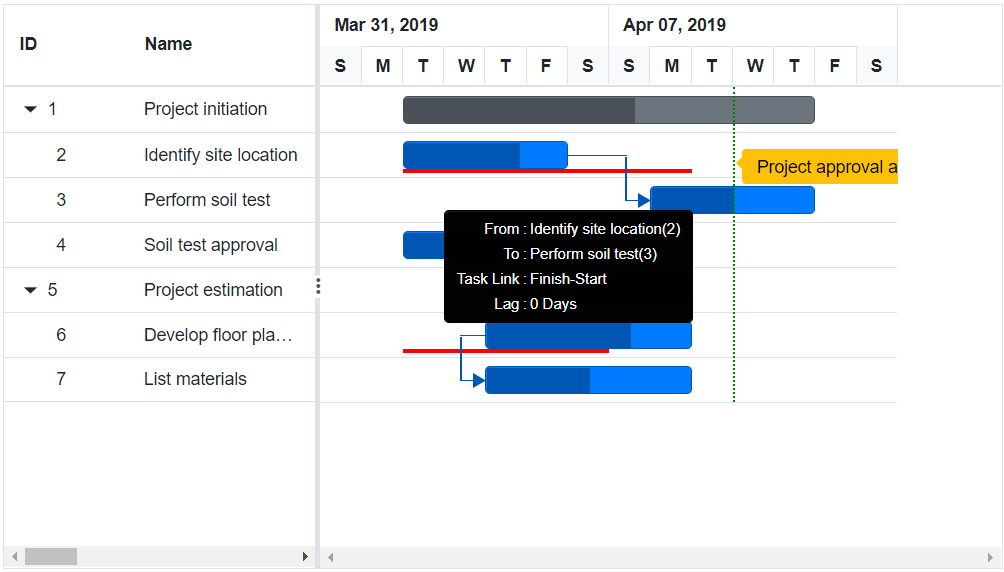 ID Name
Mar 31, 2019 Apr 07, 2019
S M T W T F S S M T W T F S
1 Project initiation
2 Identify site location
Project approval a
3 Perform soil test
4 Soil test approval
From : Identify site location(2)
To : Perform soil test(3)
Task Link : Finish-Start
Lag : 0 Days
5 Project estimation
6 Develop floor pla…
7 List materials